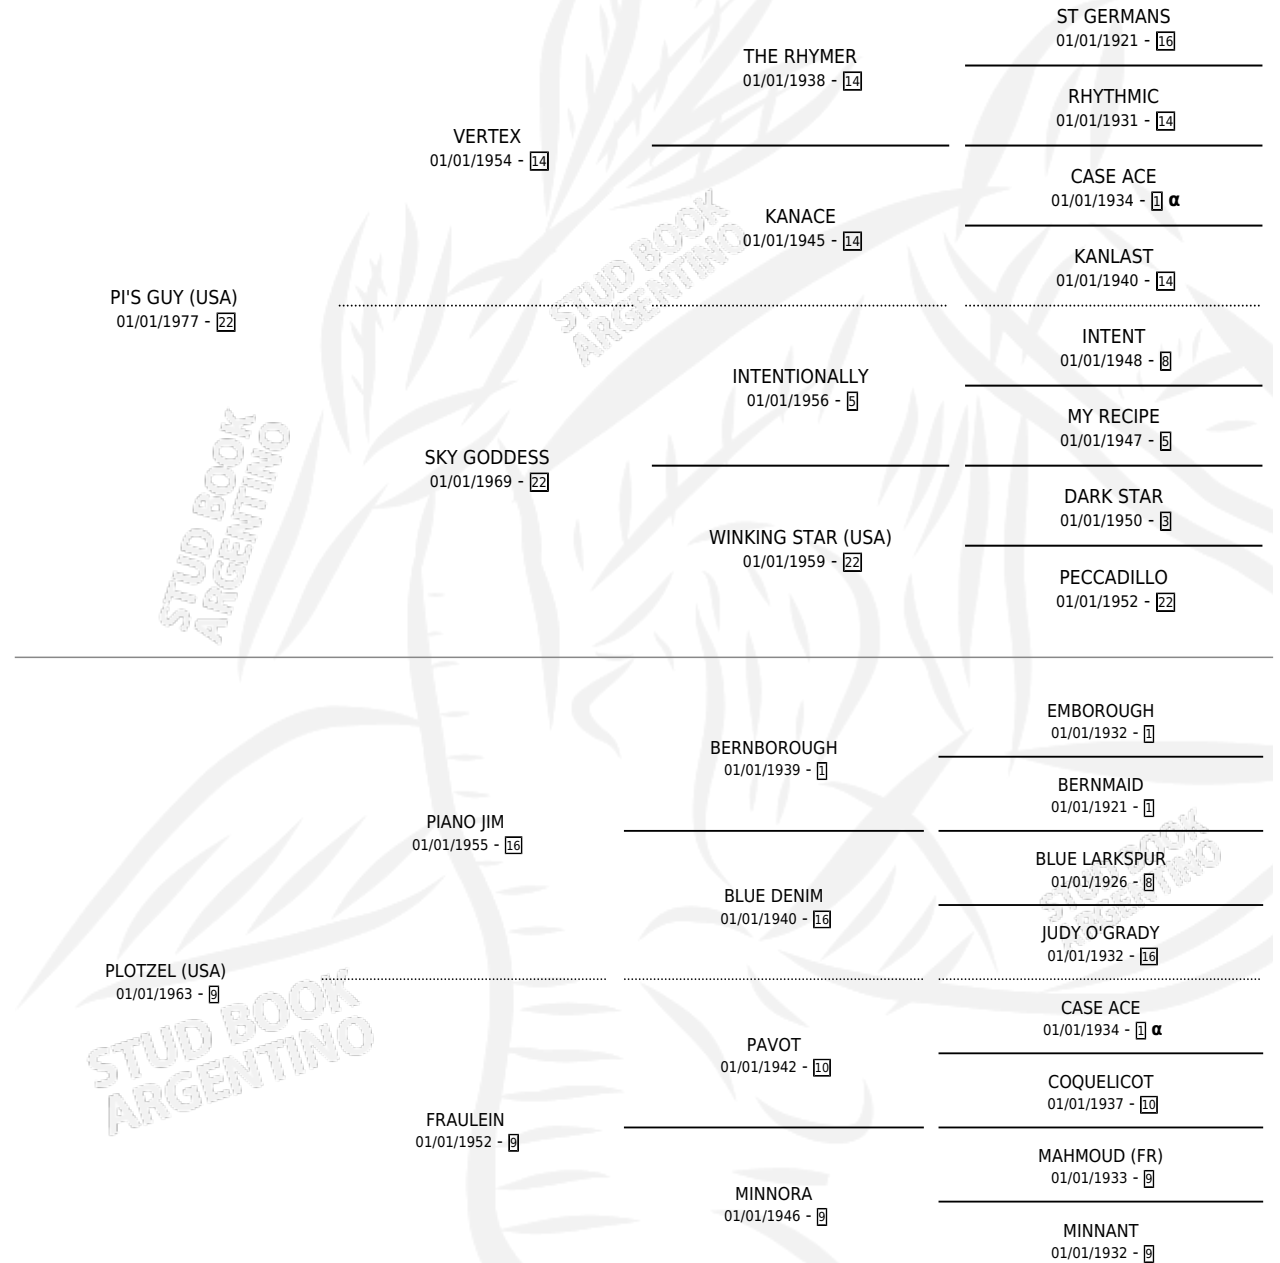 ST GERMANS
01/01/1921 - 16
THE RHYMER
01/01/1938 - 14
RHYTHMIC
01/01/1931 - 14
VERTEX
01/01/1954 - 14
CASE ACE
01/01/1934 - 1 α
KANACE
01/01/1945 - 14
KANLAST
01/01/1940 - 14
PI'S GUY (USA)
01/01/1977 - 22
INTENT
01/01/1948 - 8
INTENTIONALLY
01/01/1956 - 5
MY RECIPE
01/01/1947 - 5
SKY GODDESS
01/01/1969 - 22
DARK STAR
01/01/1950 - 3
WINKING STAR (USA)
01/01/1959 - 22
PECCADILLO
01/01/1952 - 22
STUD BOOK
ARGENTINO
STUD BOOK
ARGENTINO
EMBOROUGH
01/01/1932 - 1
BERNBOROUGH
01/01/1939 - 1
BERNMAID
01/01/1921 - 1
PIANO JIM
01/01/1955 - 16
BLUE LARKSPUR
01/01/1926 - 8
BLUE DENIM
01/01/1940 - 16
JUDY O'GRADY
01/01/1932 - 16
PLOTZEL (USA)
01/01/1963 - 9
CASE ACE
01/01/1934 - 1 α
PAVOT
01/01/1942 - 10
COQUELICOT
01/01/1937 - 10
FRAULEIN
01/01/1952 - 9
MAHMOUD (FR)
01/01/1933 - 9
MINNORA
01/01/1946 - 9
MINNANT
01/01/1932 - 9
STUD BOOK
ARGENTINO
STUD BOOK
ARGENTINO